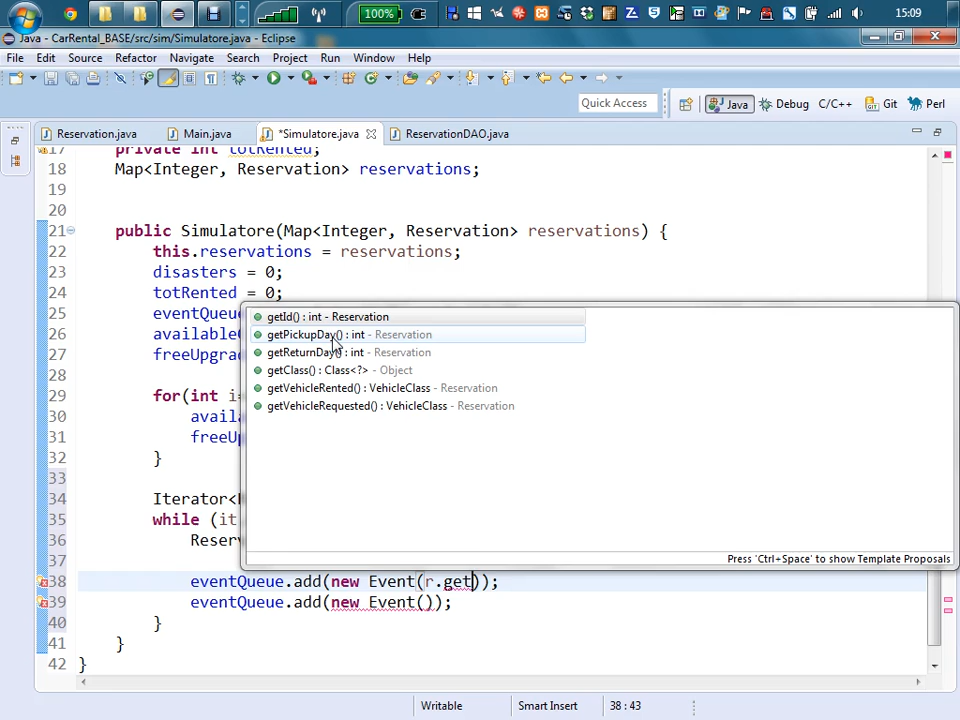 100%
15:09
Java - CarRental_BASE/src/sim/Simulatore.java - Eclipse
File Edit Source Refactor Navigate Search Project Run Window Help
Quick Access
Java Debug C/C++ Git Perl
Reservation.java Main.java *Simulatore.java ReservationDAO.java
17 private int totRented;
18 Map<Integer, Reservation> reservations;
19
20
21 public Simulatore(Map<Integer, Reservation> reservations) {
22 this.reservations = reservations;
23 disasters = 0;
24 totRented = 0;
25 eventQueue
26 available
27 freeUpgrad
28
29 for(int i=
30 avail
31 freeUp
32 }
33
34 Iterator<
35 while (it
36 Reser
37
38 eventQueue.add(new Event(r.get));
39 eventQueue.add(new Event());
40 }
41 }
42 }
getId() : int - Reservation
getPickupDay() : int - Reservation
getReturnDay() : int - Reservation
getClass() : Class<?> - Object
getVehicleRented() : VehicleClass - Reservation
getVehicleRequested() : VehicleClass - Reservation
Press 'Ctrl+Space' to show Template Proposals
Writable Smart Insert 38 : 43